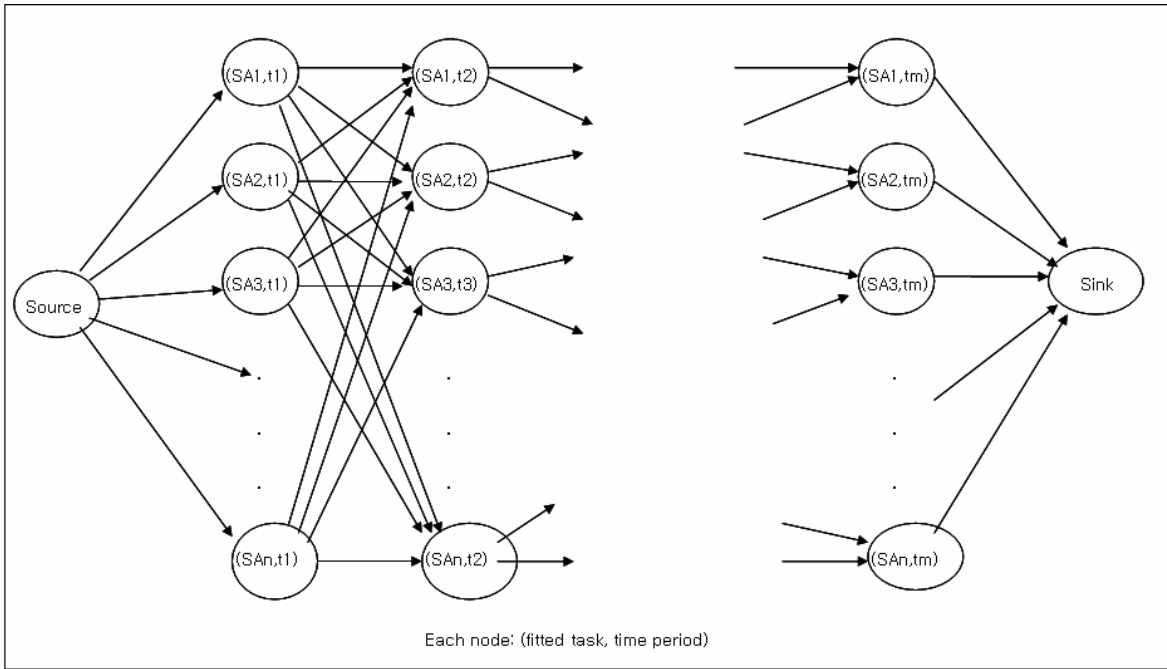 (SA1,t1)
(SA1,t2)
(SA1,tm)
(SA2,t1)
(SA2,t2)
(SA2,tm)
(SA3,t1)
(SA3,t3)
(SA3,tm)
Source
Sink
.
.
.
.
.
.
.
.
.
(SAn,t1)
(SAn,t2)
(SAn,tm)
Each node: (fitted task, time period)